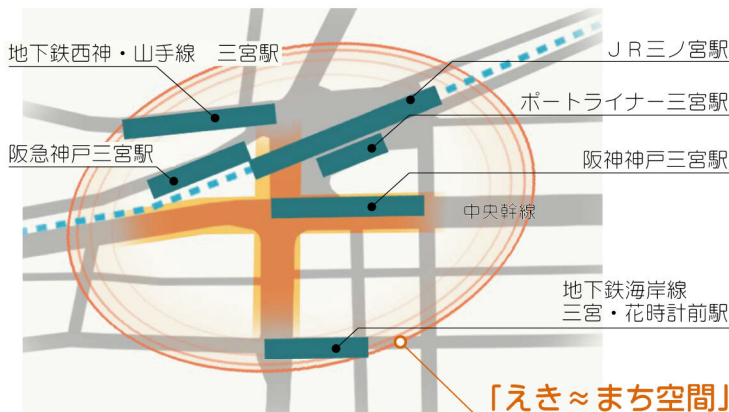 地下鉄西神・山手線　三宮駅
ＪＲ三ノ宮駅
ポートライナー三宮駅
阪急神戸三宮駅
阪神神戸三宮駅
中央幹線
地下鉄海岸線
三宮・花時計前駅
「えき≈まち空間」